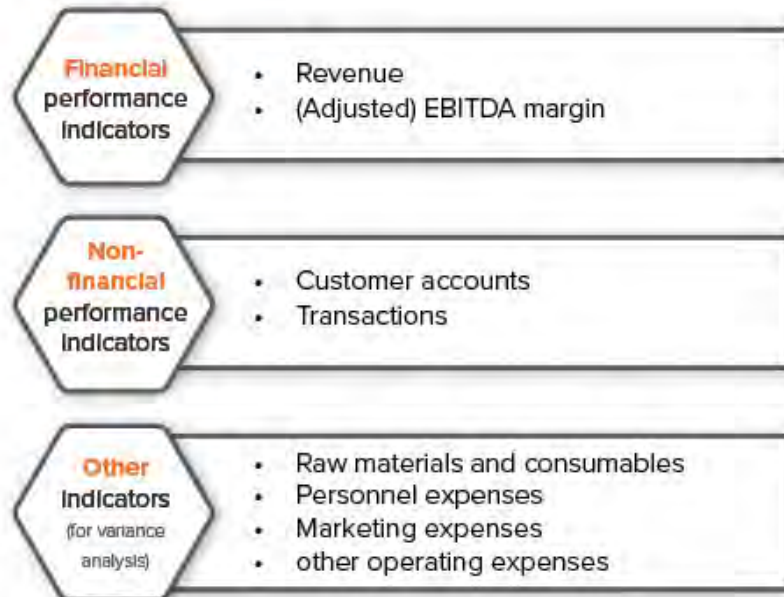 Financial
performance
indicators
• Revenue
• (Adjusted) EBITDA margin
Non-
financial
performance
indicators
• Customer accounts
• Transactions
Other
indicators
(for variance
analysis)
• Raw materials and consumables
• Personnel expenses
• Marketing expenses
• other operating expenses